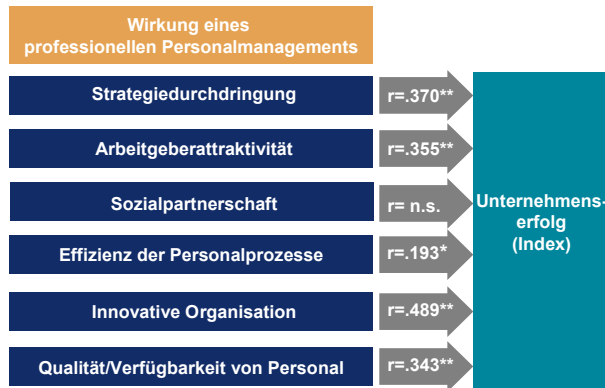 Wirkung eines
professionellen Personalmanagements
Strategiedurchdringung
r=.370**
Arbeitgeberattraktivität
r=.355**
Sozialpartnerschaft
r= n.s.
Effizienz der Personalprozesse
r=.193*
Innovative Organisation
r=.489**
Qualität/Verfügbarkeit von Personal
r=.343**
Unternehmens-
erfolg
(Index)